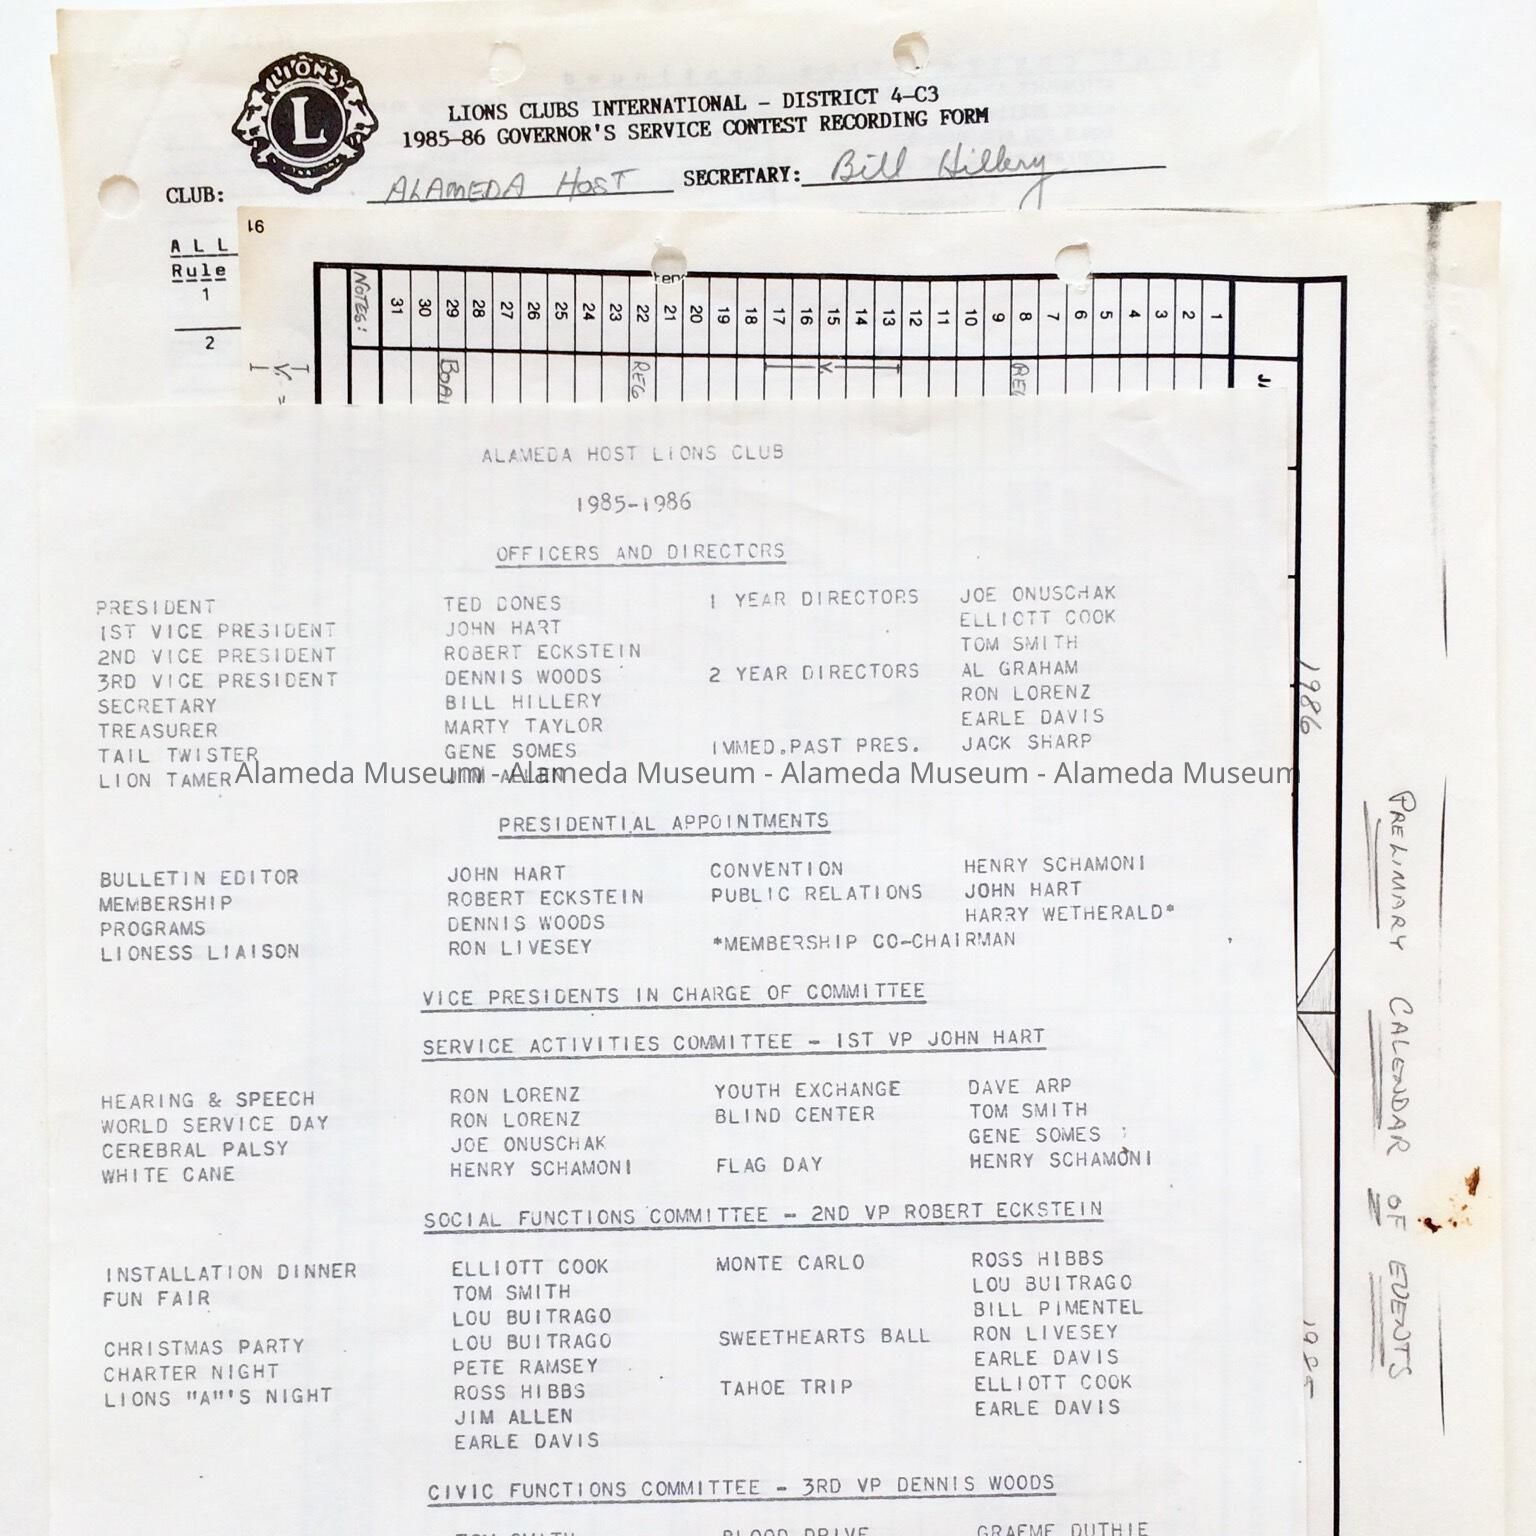 LIONS
L
LIONS CLUBS INTERNATIONAL - DISTRICT 4-C3
1985-86 GOVERNOR'S SERVICE CONTEST RECORDING FORM
CLUB: ALAMEDA HOST SECRETARY: Bill Hillery
ALL
Rule
1
2
16
NOTES: 31 30 29 28 27 26 25 24 23 22 21 20 19 18 17 16 15 14 13 12 11 10 9 8 7 6 5 4 3 2 1
1986
PRELIMARY CALENDAR OF EVENTS
ALAMEDA HOST LIONS CLUB
1985-1986
OFFICERS AND DIRECTORS
PRESIDENT TED DONES 1 YEAR DIRECTORS JOE ONUSCHAK
1ST VICE PRESIDENT JOHN HART ELLIOTT COOK
2ND VICE PRESIDENT ROBERT ECKSTEIN TOM SMITH
3RD VICE PRESIDENT DENNIS WOODS 2 YEAR DIRECTORS AL GRAHAM
SECRETARY BILL HILLERY RON LORENZ
TREASURER MARTY TAYLOR EARLE DAVIS
TAIL TWISTER GENE SOMES IMMED.PAST PRES. JACK SHARP
LION TAMER JIM ALLEN
Alameda Museum - Alameda Museum - Alameda Museum - Alameda Museum
PRESIDENTIAL APPOINTMENTS
BULLETIN EDITOR JOHN HART CONVENTION HENRY SCHAMONI
MEMBERSHIP ROBERT ECKSTEIN PUBLIC RELATIONS JOHN HART
PROGRAMS DENNIS WOODS HARRY WETHERALD*
LIONESS LIAISON RON LIVESEY *MEMBERSHIP CO-CHAIRMAN
VICE PRESIDENTS IN CHARGE OF COMMITTEE
SERVICE ACTIVITIES COMMITTEE - 1ST VP JOHN HART
HEARING & SPEECH RON LORENZ YOUTH EXCHANGE DAVE ARP
WORLD SERVICE DAY RON LORENZ BLIND CENTER TOM SMITH
CEREBRAL PALSY JOE ONUSCHAK GENE SOMES
WHITE CANE HENRY SCHAMONI FLAG DAY HENRY SCHAMONI
SOCIAL FUNCTIONS COMMITTEE - 2ND VP ROBERT ECKSTEIN
INSTALLATION DINNER ELLIOTT COOK MONTE CARLO ROSS HIBBS
FUN FAIR TOM SMITH LOU BUITRAGO
LOU BUITRAGO BILL PIMENTEL
CHRISTMAS PARTY LOU BUITRAGO SWEETHEARTS BALL RON LIVESEY
CHARTER NIGHT PETE RAMSEY EARLE DAVIS
LIONS "A"'S NIGHT ROSS HIBBS TAHOE TRIP ELLIOTT COOK
JIM ALLEN EARLE DAVIS
EARLE DAVIS
CIVIC FUNCTIONS COMMITTEE - 3RD VP DENNIS WOODS
TOM SMITH BLOOD DRIVE GRAEME DUTHIE